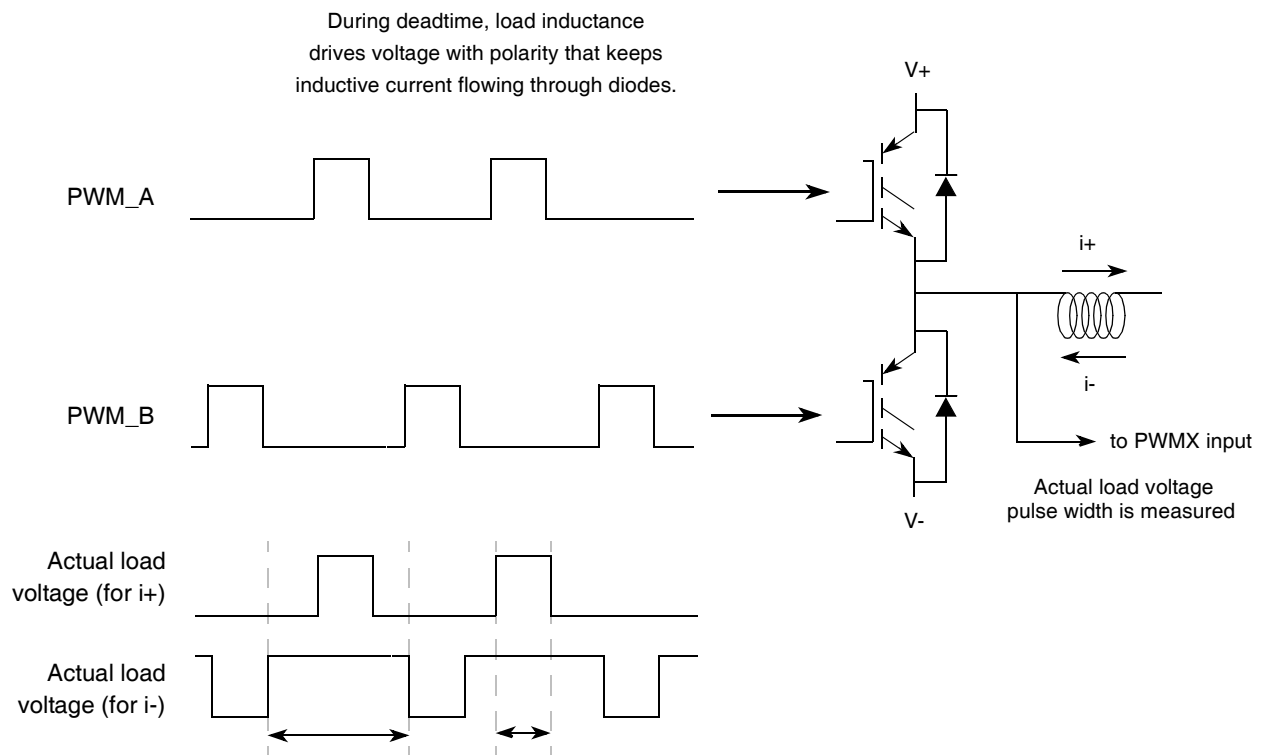 During deadtime, load inductance
drives voltage with polarity that keeps
inductive current flowing through diodes.
V+
PWM_A
i+
i-
PWM_B
to PWMX input
Actual load voltage
pulse width is measured
V-
Actual load
voltage (for i+)
Actual load
voltage (for i-)